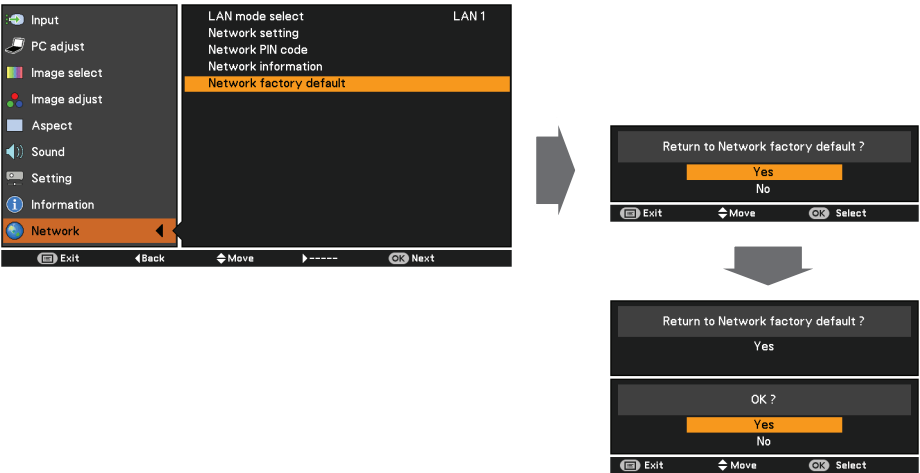 Input
PC adjust
Image select
Image adjust
Aspect
Sound
Setting
Information
Network
LAN mode select LAN 1
Network setting
Network PIN code
Network information
Network factory default
Exit Back Move ----- OK Next
Return to Network factory default ?
Yes
No
Exit Move OK Select
Return to Network factory default ?
Yes
OK ?
Yes
No
Exit Move OK Select